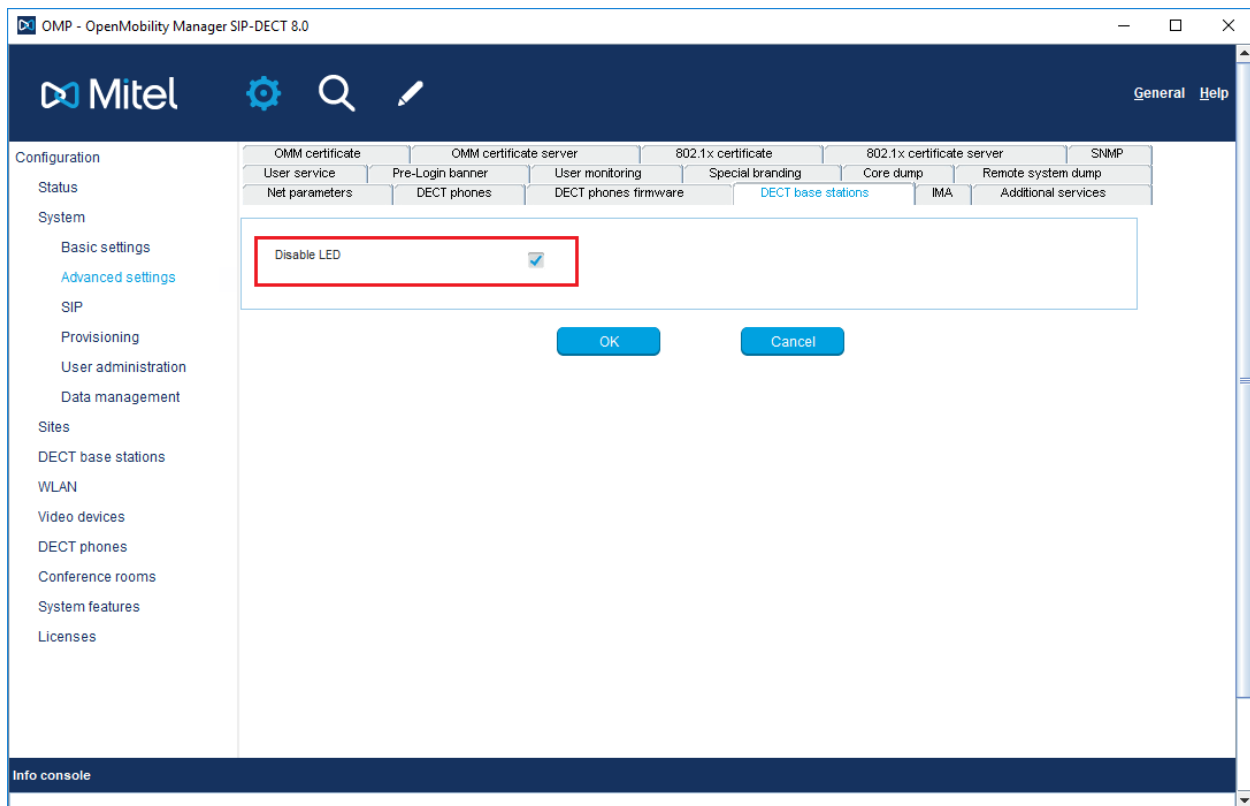 OMP - OpenMobility Manager SIP-DECT 8.0
Mitel
General Help
Configuration
Status
System
Basic settings
Advanced settings
SIP
Provisioning
User administration
Data management
Sites
DECT base stations
WLAN
Video devices
DECT phones
Conference rooms
System features
Licenses
OMM certificate OMM certificate server 802.1x certificate 802.1x certificate server SNMP
User service Pre-Login banner User monitoring Special branding Core dump Remote system dump
Net parameters DECT phones DECT phones firmware DECT base stations IMA Additional services
Disable LED
OK Cancel
Info console